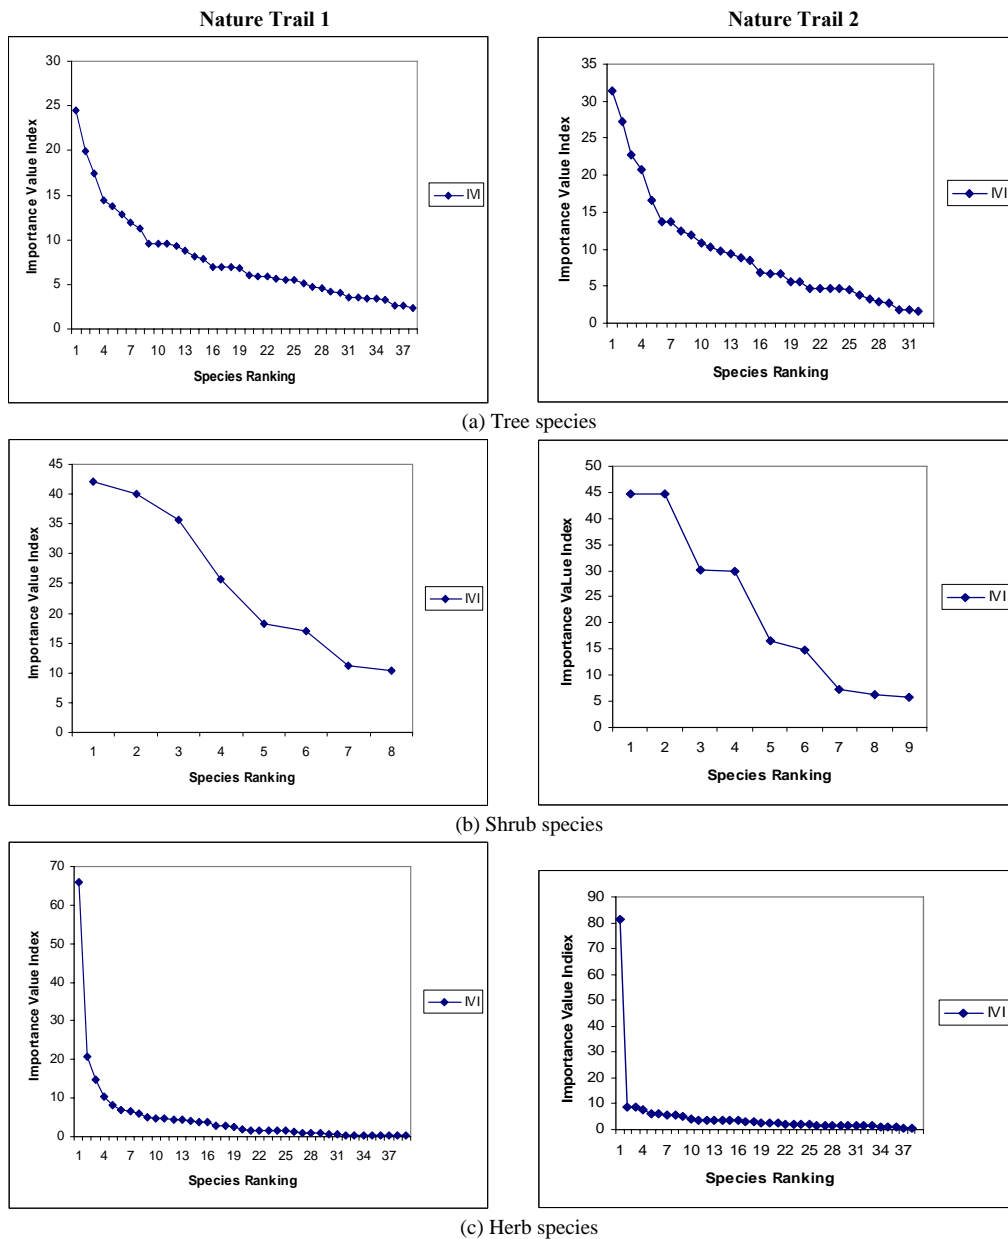 Nature Trail 1
Nature Trail 2
30
25
20
15
10
5
0
1 4 7 10 13 16 19 22 25 28 31 34 37
Importance Value Index
Species Ranking
IVI
35
30
25
20
15
10
5
0
1 4 7 10 13 16 19 22 25 28 31
Importance Value Index
Species Ranking
IVI
(a) Tree species
45
40
35
30
25
20
15
10
5
0
1 2 3 4 5 6 7 8
Importance Value Index
Species Ranking
IVI
50
45
40
35
30
25
20
15
10
5
0
1 2 3 4 5 6 7 8 9
Importance VaLue Index
Species Ranking
IVI
(b) Shrub species
70
60
50
40
30
20
10
0
1 4 7 10 13 16 19 22 25 28 31 34 37
Importance Value Index
Species Ranking
IVI
90
80
70
60
50
40
30
20
10
0
1 4 7 10 13 16 19 22 25 28 31 34 37
Importance Value Indiex
Species Ranking
IVI
(c) Herb species